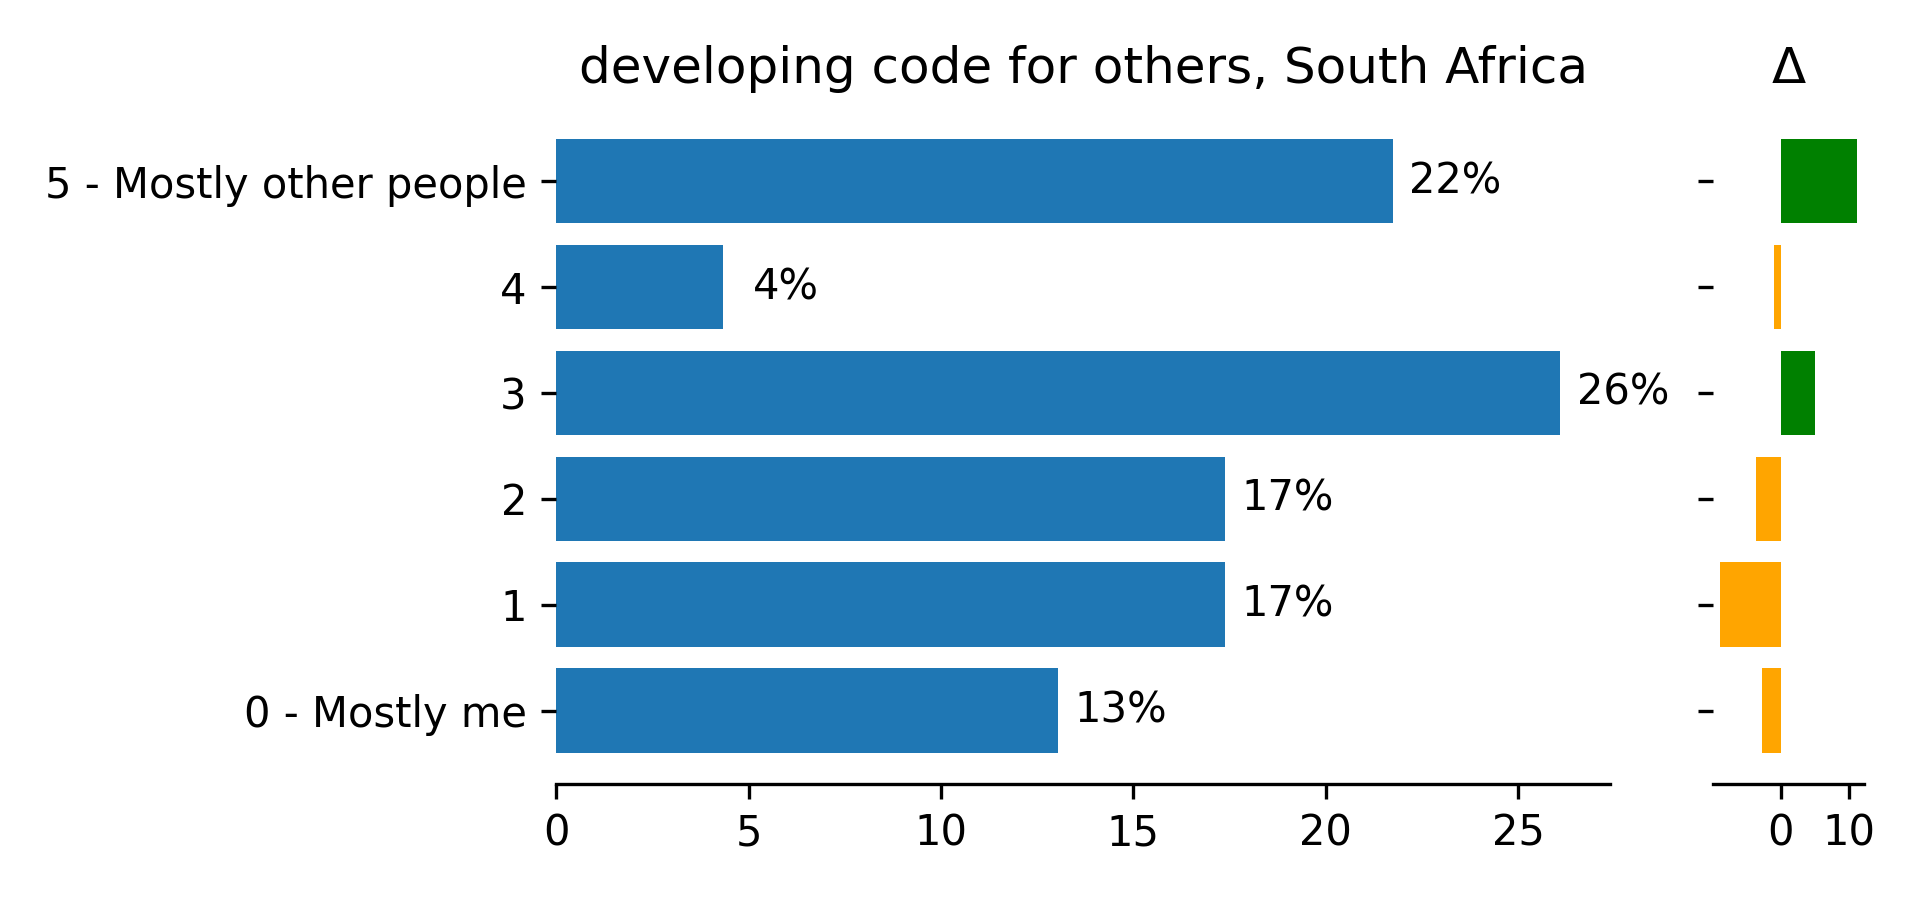 developing code for others, South Africa
Δ
5 - Mostly other people
22%
4
4%
3
26%
2
17%
1
17%
0 - Mostly me
13%
0 5 10 15 20 25
0 10